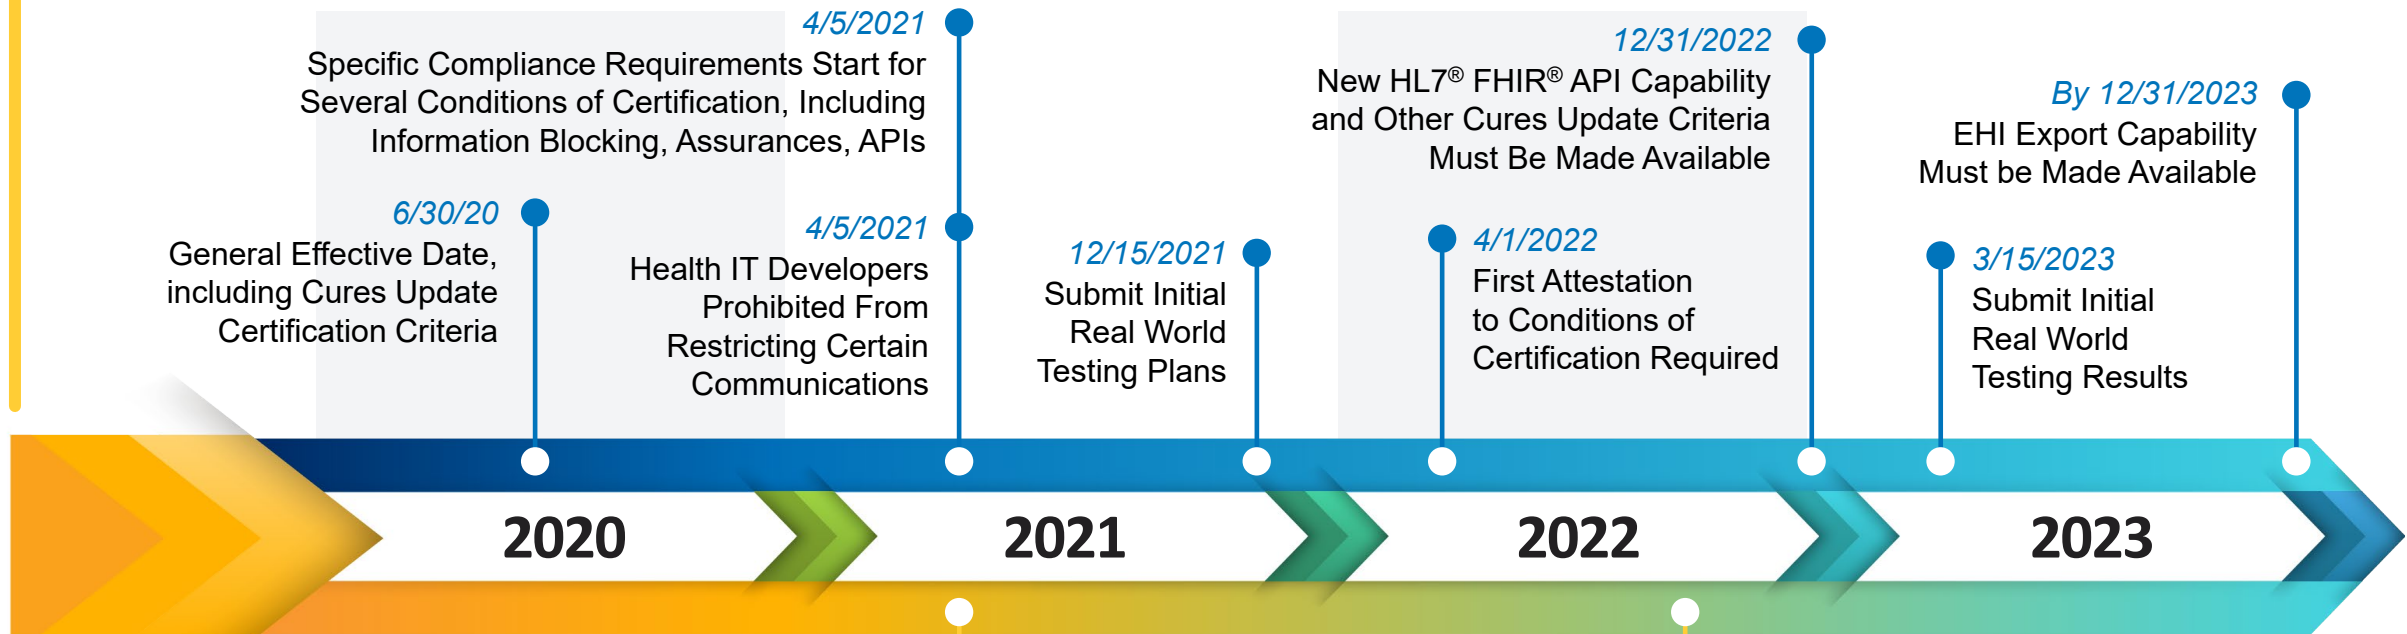 4/5/2021
Specific Compliance Requirements Start for
Several Conditions of Certification, Including
Information Blocking, Assurances, APIs
6/30/20
General Effective Date,
including Cures Update
Certification Criteria
4/5/2021
Health IT Developers
Prohibited From
Restricting Certain
Communications
12/15/2021
Submit Initial
Real World
Testing Plans
12/31/2022
New HL7® FHIR® API Capability
and Other Cures Update Criteria
Must Be Made Available
4/1/2022
First Attestation
to Conditions of
Certification Required
By 12/31/2023
EHI Export Capability
Must be Made Available
3/15/2023
Submit Initial
Real World
Testing Results
2020
2021
2022
2023